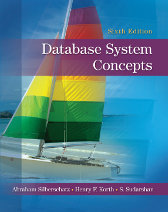 Sixth Edition
Database System
Concepts
Abraham Silberschatz · Henry F. Korth · S. Sudarshan